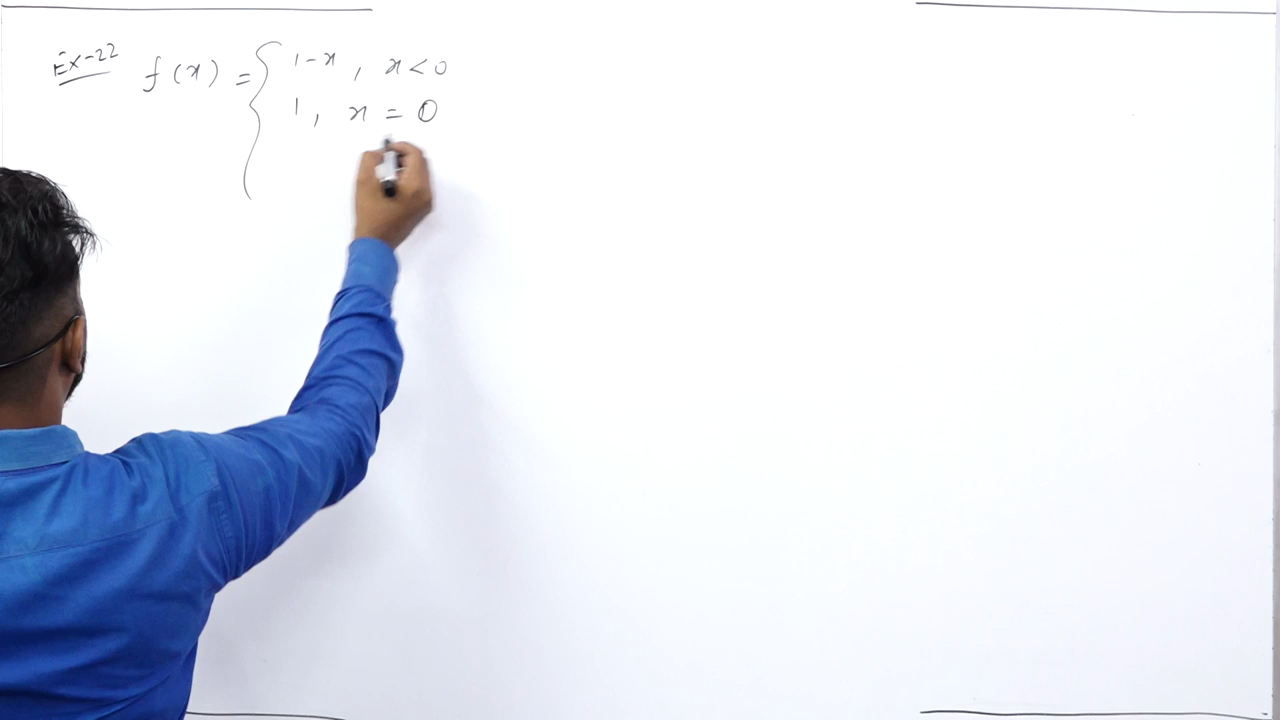 Ex-22 f(x) = { 1-x, x<0
1, x = 0